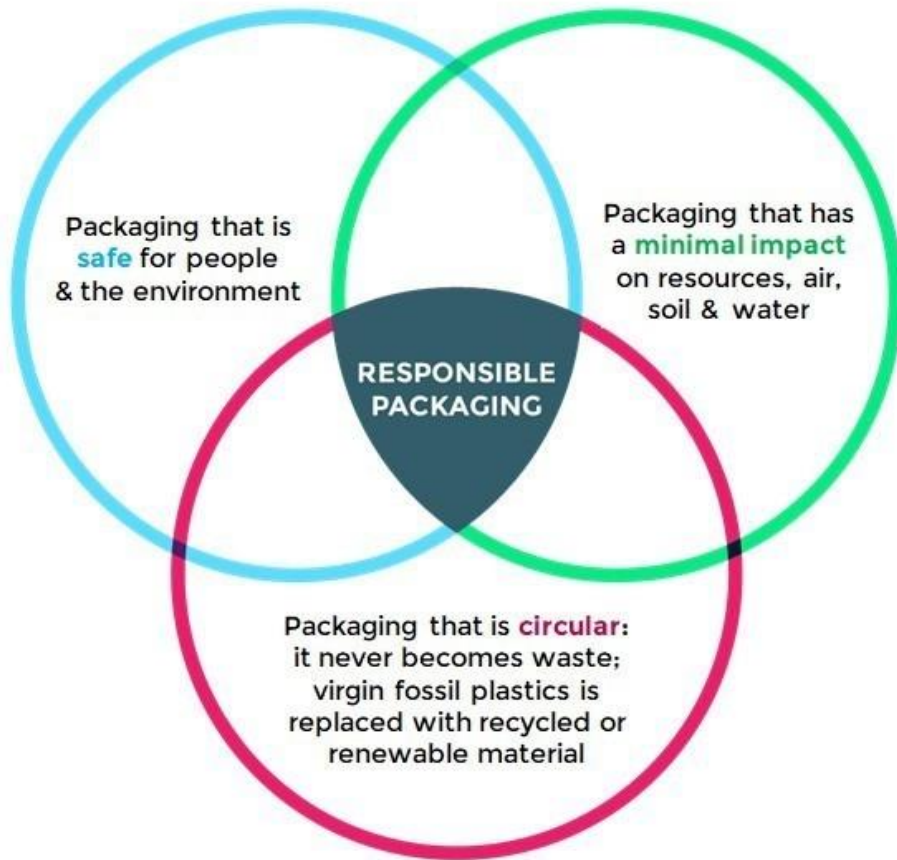 Packaging that is
safe for people
& the environment
Packaging that has
a minimal impact
on resources, air,
soil & water
RESPONSIBLE
PACKAGING
Packaging that is circular:
it never becomes waste;
virgin fossil plastics is
replaced with recycled or
renewable material